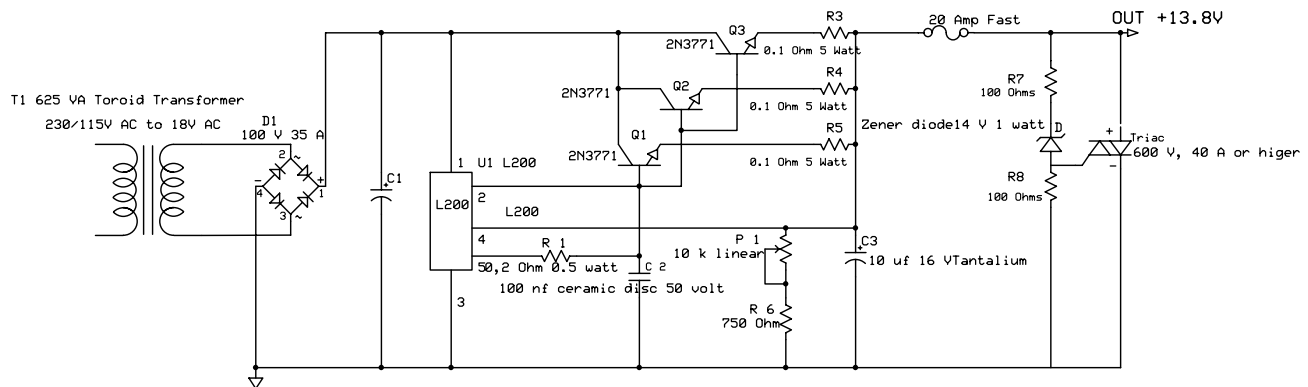 R3
20 Amp Fast
OUT +13.8V
Q3
2N3771
0.1 Ohm 5 Watt
T1 625 VA Toroid Transformer
230/115V AC to 18V AC
D1
100 V 35 A
2
~
-
+
4
1
3
~
C1
+
Q2
2N3771
R4
0.1 Ohm 5 Watt
R7
100 Ohms
Q1
2N3771
R5
0.1 Ohm 5 Watt
Zener diode14 V 1 watt
D
+
Triac
600 V, 40 A or higer
-
R8
100 Ohms
1
U1 L200
L200
2
L200
4
R 1
50,2 Ohm 0.5 watt
C 2
100 nf ceramic disc 50 volt
3
P 1
10 k linear
C3
+
10 uf 16 VTantalium
R 6
750 Ohm